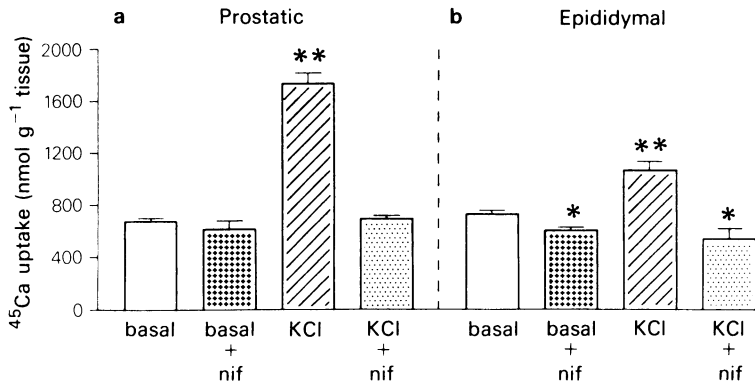 a Prostatic
b Epididymal
⁴⁵Ca uptake (nmol g⁻¹ tissue)
2000
1600
1200
800
400
0
**
**
*
*
basal
basal
+
nif
KCl
KCl
+
nif
basal
basal
+
nif
KCl
KCl
+
nif